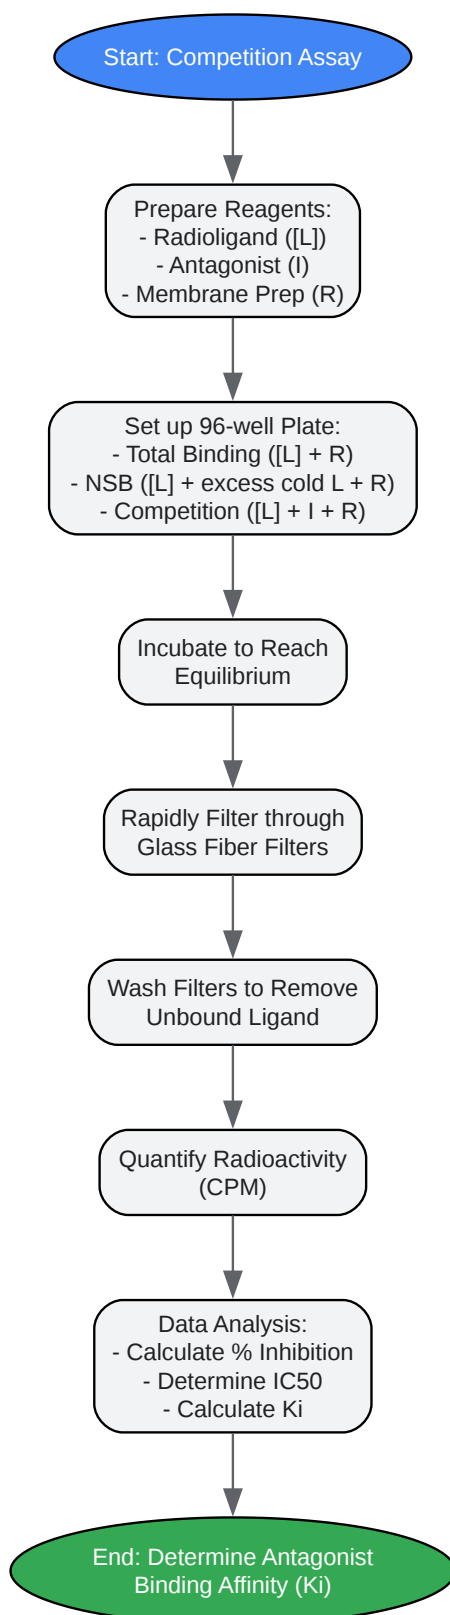 Start: Competition Assay
Prepare Reagents:
- Radioligand ([L])
- Antagonist (I)
- Membrane Prep (R)
Set up 96-well Plate:
- Total Binding ([L] + R)
- NSB ([L] + excess cold L + R)
- Competition ([L] + I + R)
Incubate to Reach
Equilibrium
Rapidly Filter through
Glass Fiber Filters
Wash Filters to Remove
Unbound Ligand
Quantify Radioactivity
(CPM)
Data Analysis:
- Calculate % Inhibition
- Determine IC50
- Calculate Ki
End: Determine Antagonist
Binding Affinity (Ki)